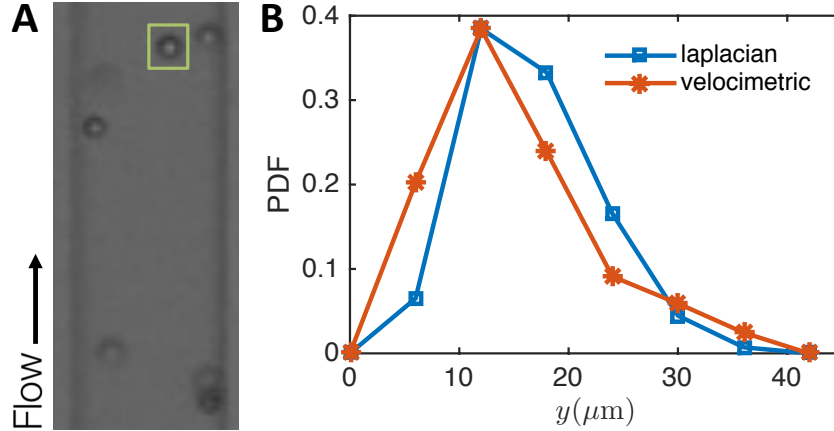 A
Flow
B
PDF
0.4
0.3
0.2
0.1
0
0
10
20
30
40
y(μm)
laplacian
velocimetric